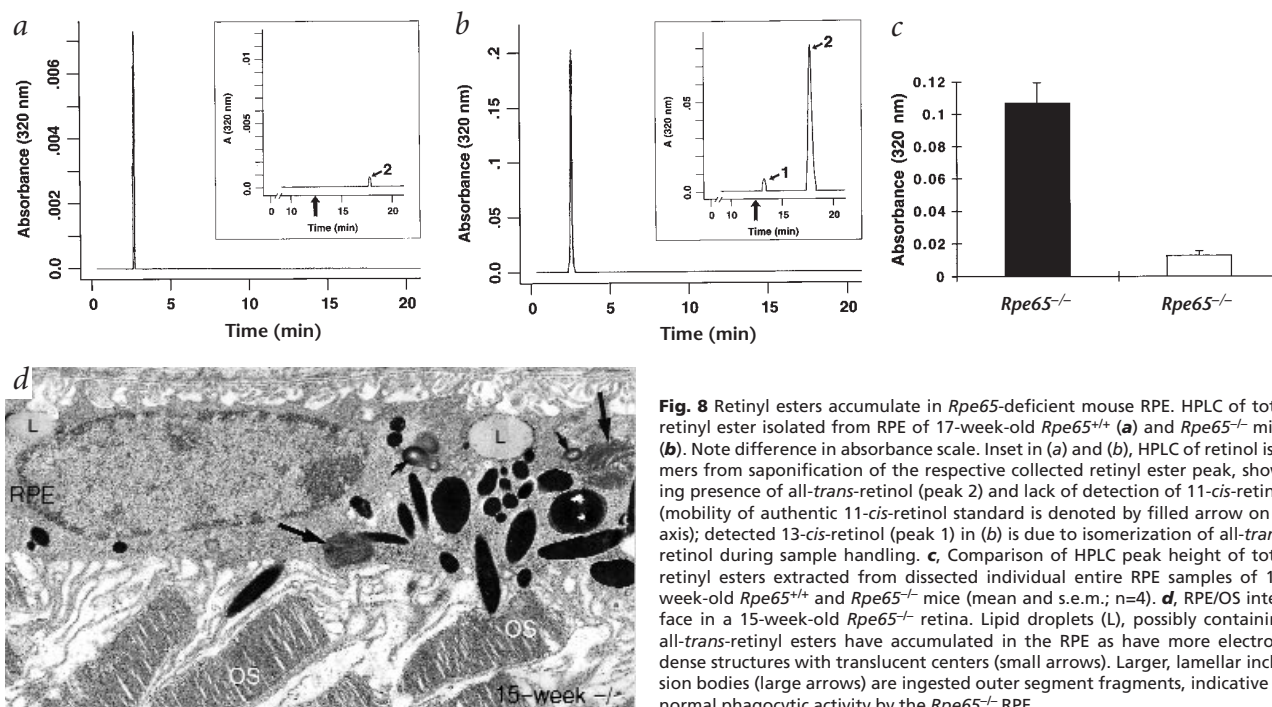 a
b
c
Absorbance (320 nm)
.006
.004
.002
0.0
0
5
10
15
20
Time (min)
A (320 nm)
.01
.005
0.0
2
0
10
15
20
Time (min)
Absorbance (320 nm)
.2
.15
.1
0.05
0.0
0
5
10
15
20
Time (min)
A (320 nm)
.05
0.0
1
2
0
10
15
20
Time (min)
Absorbance (320 nm)
0.12
0.1
0.08
0.06
0.04
0.02
0
Rpe65–/–
Rpe65–/–
d
L
L
RPE
OS
OS
15-week -/-
Fig. 8 Retinyl esters accumulate in Rpe65-deficient mouse RPE. HPLC of tot
retinyl ester isolated from RPE of 17-week-old Rpe65+/+ (a) and Rpe65–/– mi
(b). Note difference in absorbance scale. Inset in (a) and (b), HPLC of retinol is
mers from saponification of the respective collected retinyl ester peak, show
ing presence of all-trans-retinol (peak 2) and lack of detection of 11-cis-retin
(mobility of authentic 11-cis-retinol standard is denoted by filled arrow on
axis); detected 13-cis-retinol (peak 1) in (b) is due to isomerization of all-tran
retinol during sample handling. c, Comparison of HPLC peak height of tot
retinyl esters extracted from dissected individual entire RPE samples of 1
week-old Rpe65+/+ and Rpe65–/– mice (mean and s.e.m.; n=4). d, RPE/OS inte
face in a 15-week-old Rpe65–/– retina. Lipid droplets (L), possibly containin
all-trans-retinyl esters have accumulated in the RPE as have more electro
dense structures with translucent centers (small arrows). Larger, lamellar incl
sion bodies (large arrows) are ingested outer segment fragments, indicative
normal phagocytic activity by the Rpe65–/– RPE.